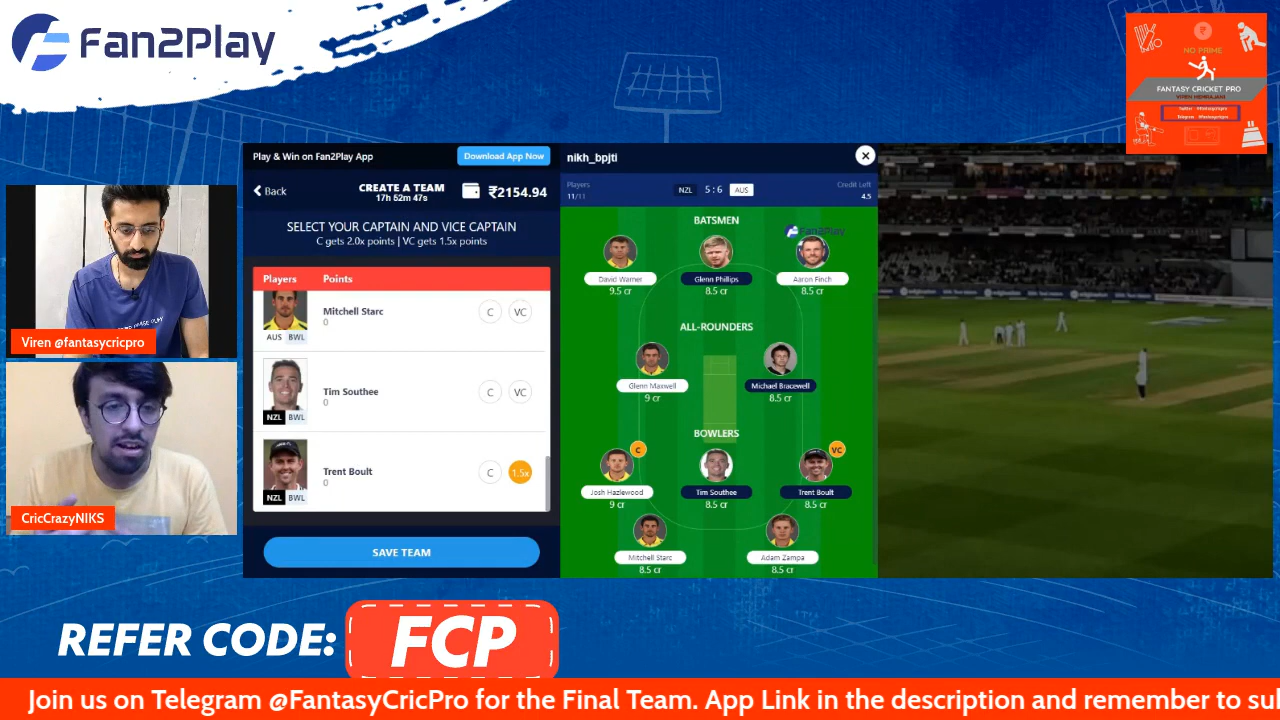 Fan2Play
NO PRIME
FANTASY CRICKET PRO
VIREN HEMRAJANI
Play & Win on Fan2Play App
Download App Now
Back
CREATE A TEAM
17h 52m 47s
₹2154.94
SELECT YOUR CAPTAIN AND VICE CAPTAIN
C gets 2.0x points | VC gets 1.5x points
Players Points
Mitchell Starc
0
C VC
AUS BWL
Tim Southee
0
C VC
NZL BWL
Trent Boult
0
C 1.5x
NZL BWL
SAVE TEAM
nikh_bpjti
Players
11/11
NZL 5 : 6 AUS
Credit Left
4.5
BATSMEN
Fan2Play
David Warner
9.5 cr
Glenn Phillips
8.5 cr
Aaron Finch
8.5 cr
ALL-ROUNDERS
Glenn Maxwell
9 cr
Michael Bracewell
8.5 cr
BOWLERS
C
VC
Josh Hazlewood
9 cr
Tim Southee
8.5 cr
Trent Boult
8.5 cr
Mitchell Starc
8.5 cr
Adam Zampa
8.5 cr
Viren @fantasycricpro
CricCrazyNIKS
REFER CODE: FCP
Join us on Telegram @FantasyCricPro for the Final Team. App Link in the description and remember to su